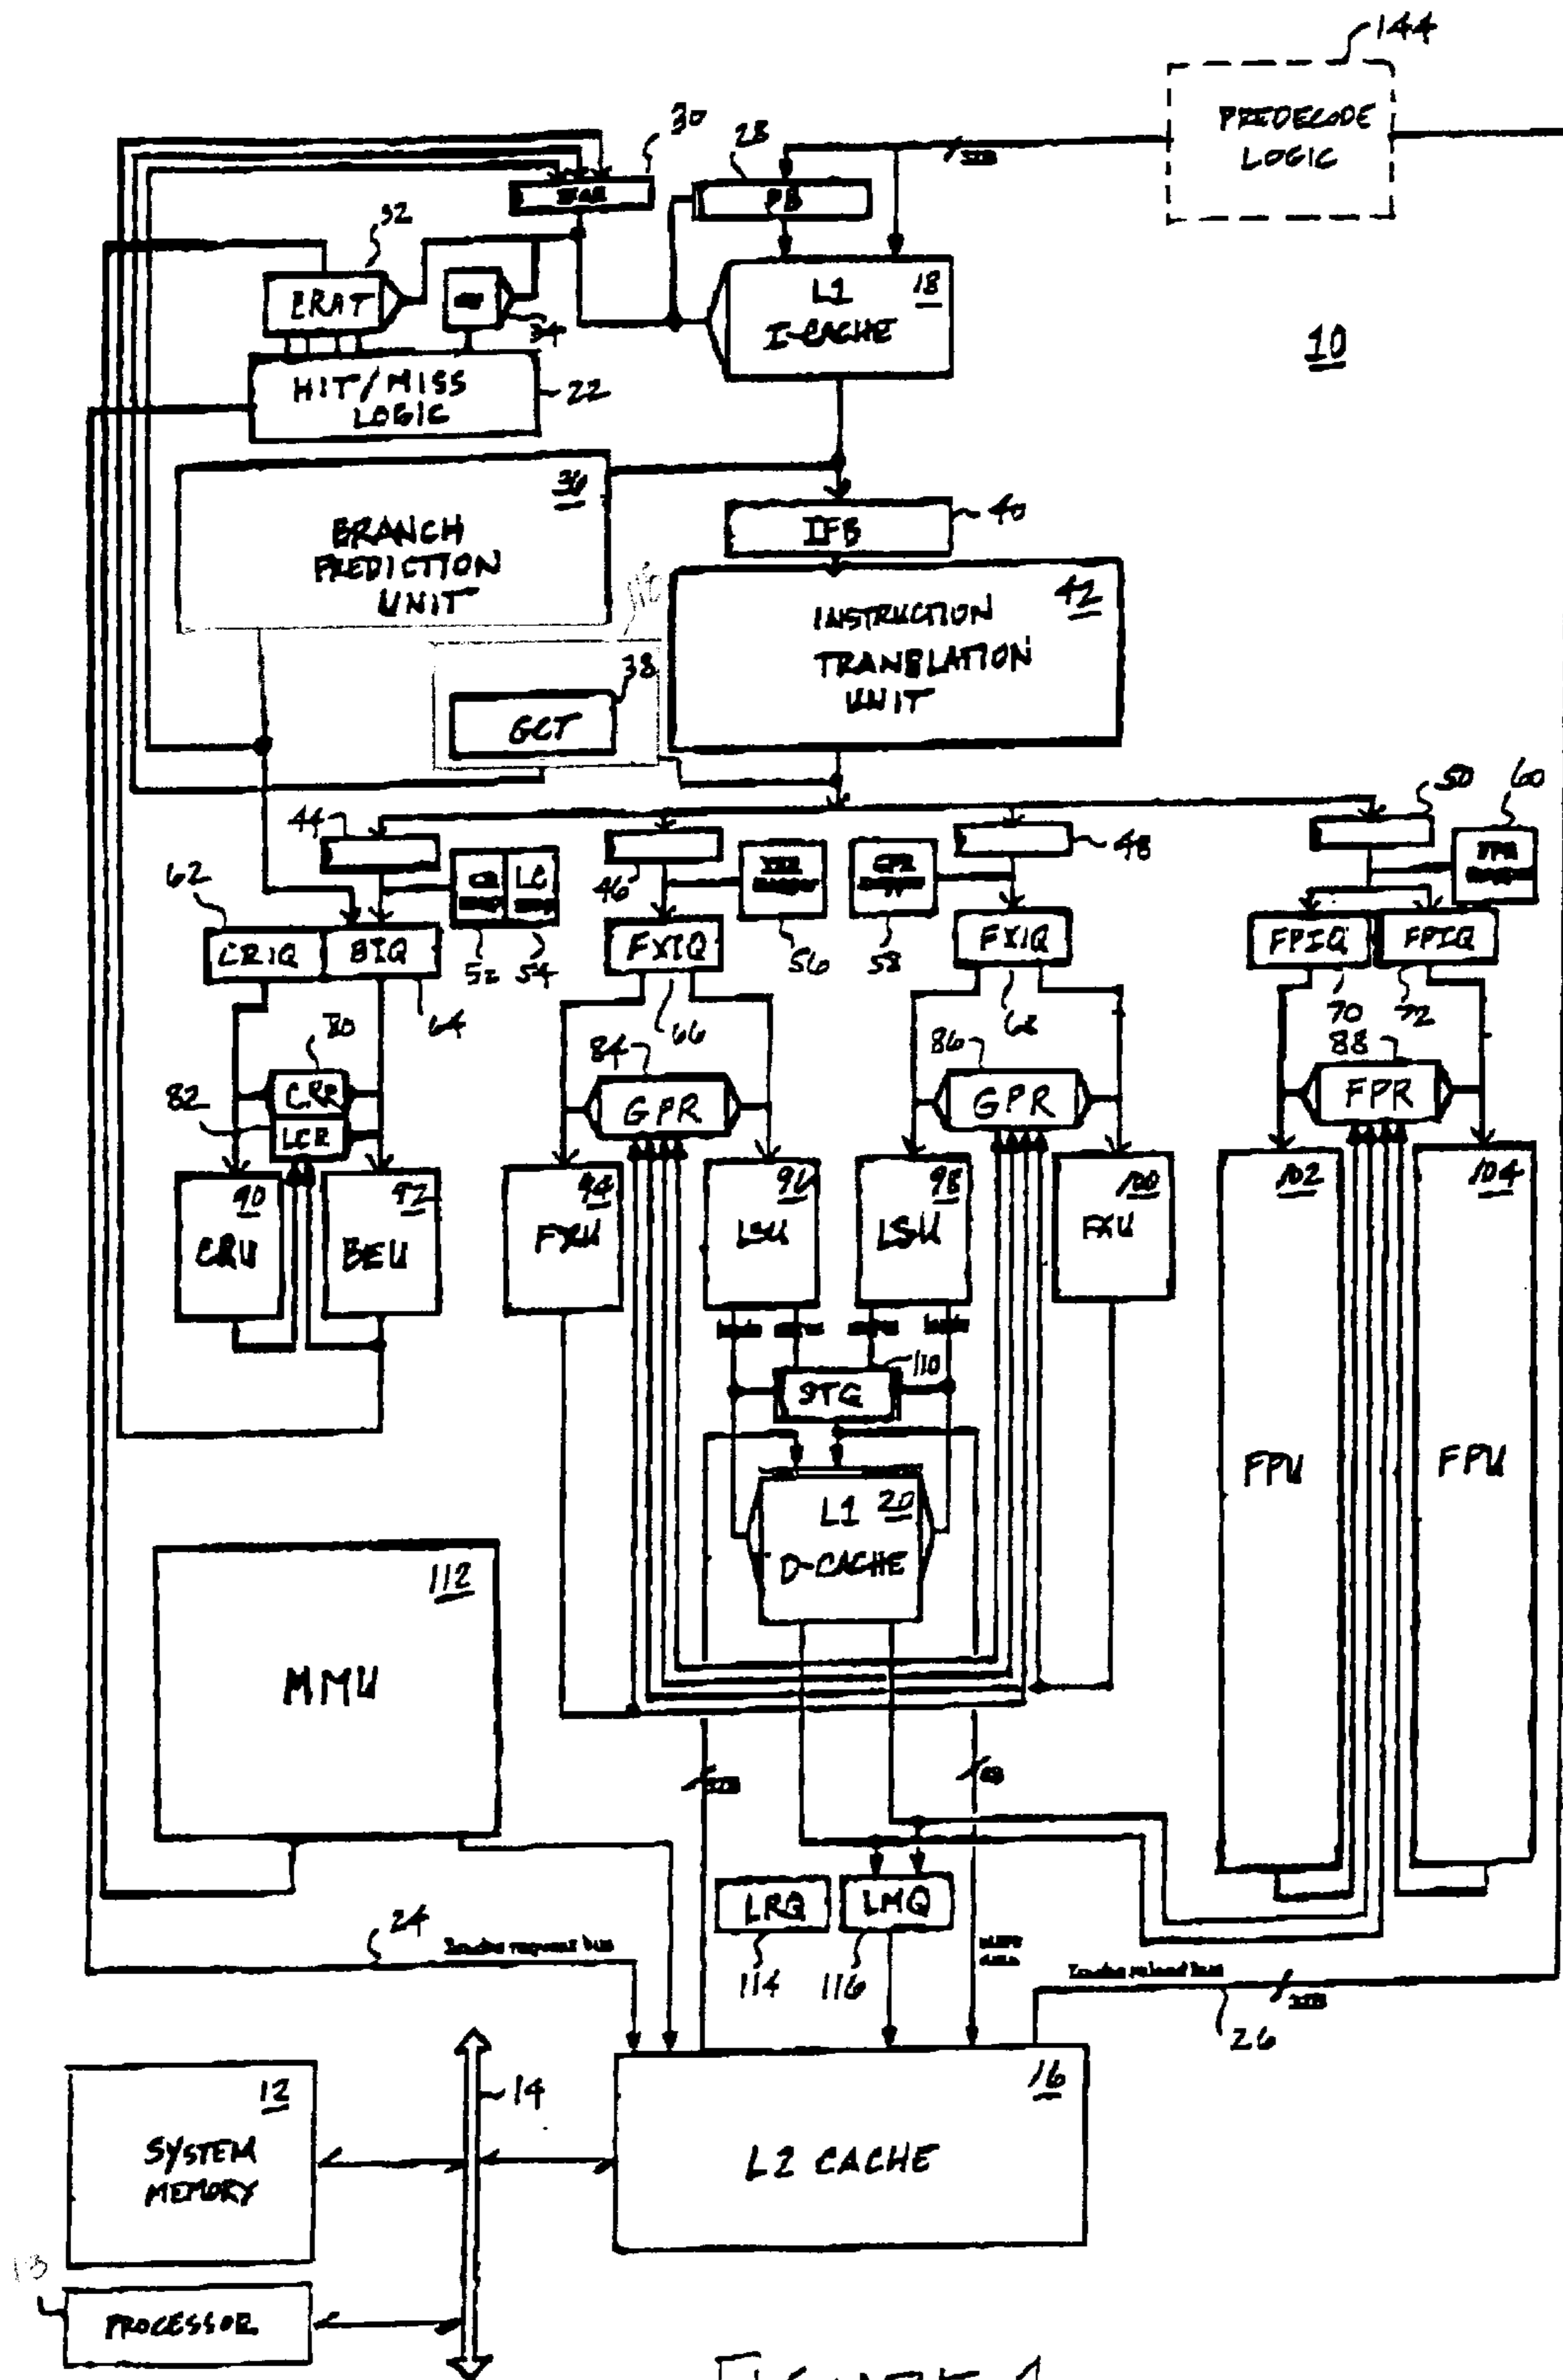 144
PREDECODE
LOGIC
30
28
PB
32
ERAT
34
L1
18
I-CACHE
10
HIT/MISS
LOGIC
22
36
BRANCH
PREDICTION
UNIT
40
IFB
42
INSTRUCTION
TRANSLATION
UNIT
38
GCT
44
46
48
50
60
62
CR
LC
52
54
56
58
CRIQ
BIQ
FXIQ
FXIQ
FPIQ
FPIQ
64
66
68
70
72
80
82
84
86
88
CRR
LCR
GPR
GPR
FPR
90
CRU
92
BEU
94
FXU
96
LSU
98
LSU
100
FXU
102
FPU
104
FPU
110
STQ
L1
20
D-CACHE
112
MMU
LRQ
LMQ
114
116
24
26
12
SYSTEM
MEMORY
14
16
L2 CACHE
13
PROCESSOR